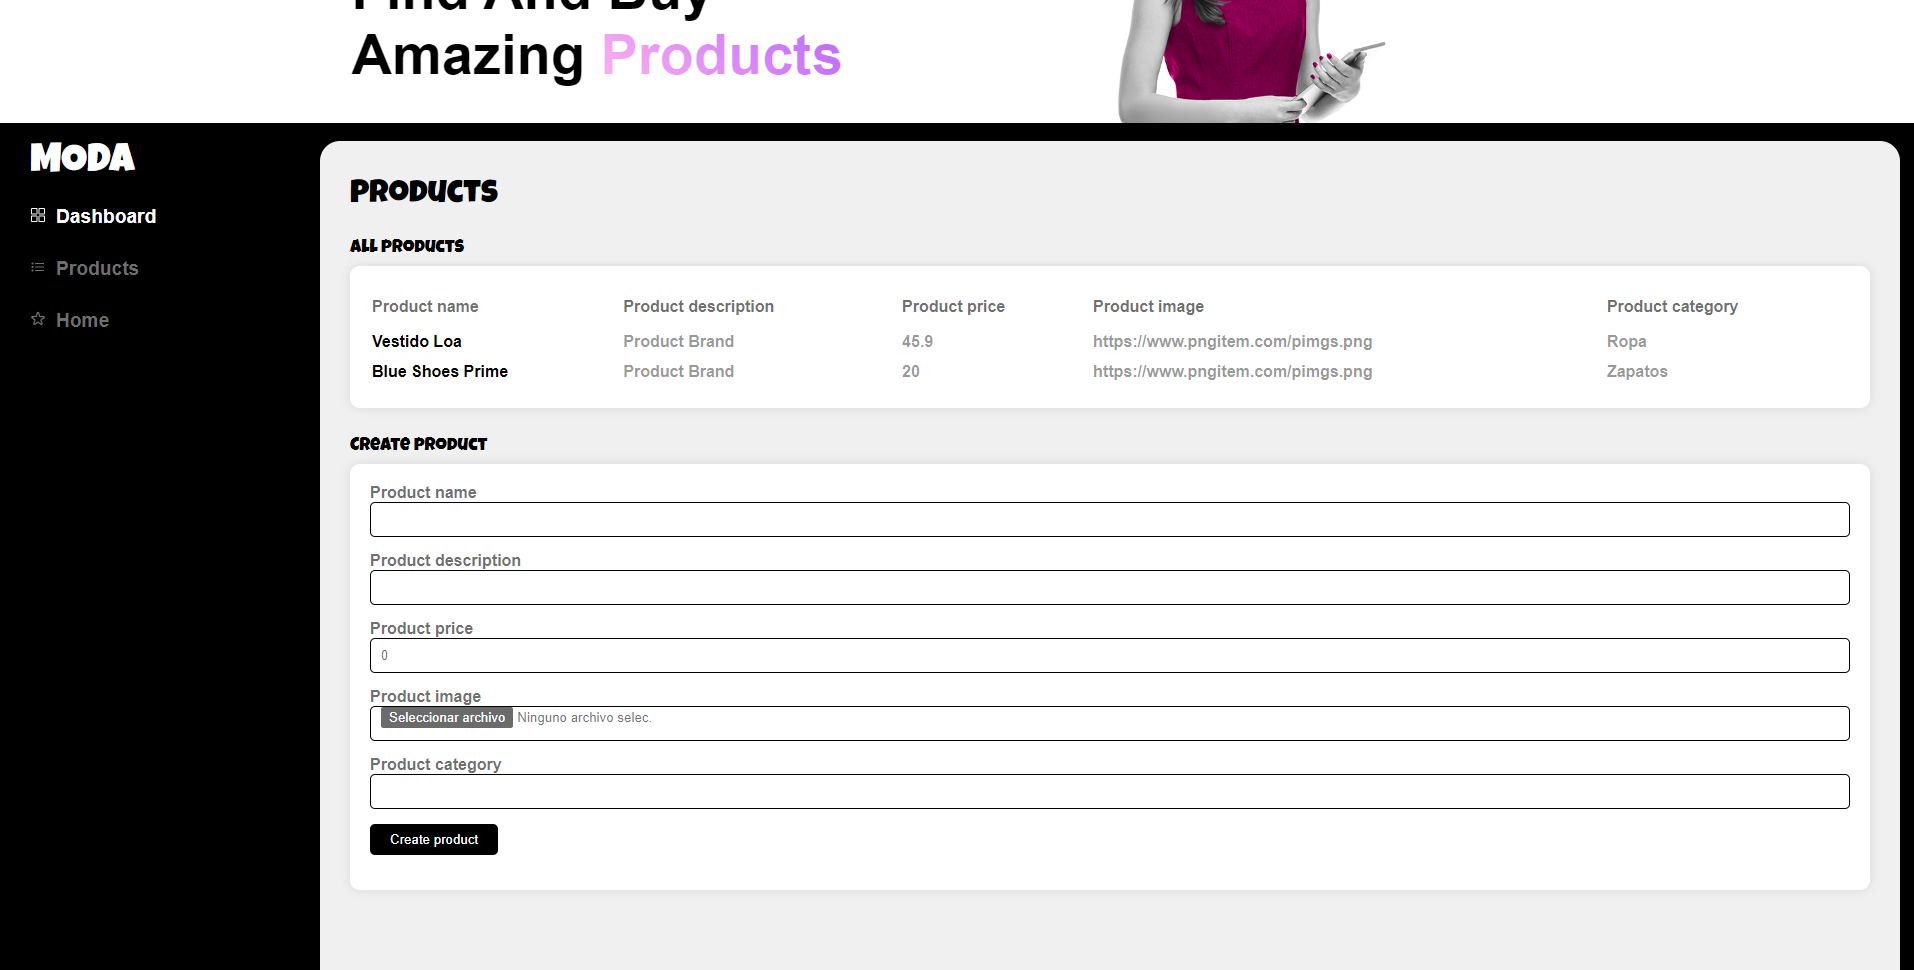 Find And Buy
Amazing Products
MODA
Dashboard
Products
Home
PRODUCTS
ALL PRODUCTS
Product name Product description Product price Product image Product category
Vestido Loa Product Brand 45.9 https://www.pngitem.com/pimgs.png Ropa
Blue Shoes Prime Product Brand 20 https://www.pngitem.com/pimgs.png Zapatos
CREATE PRODUCT
Product name
Product description
Product price
0
Product image
Seleccionar archivo Ninguno archivo selec.
Product category
Create product